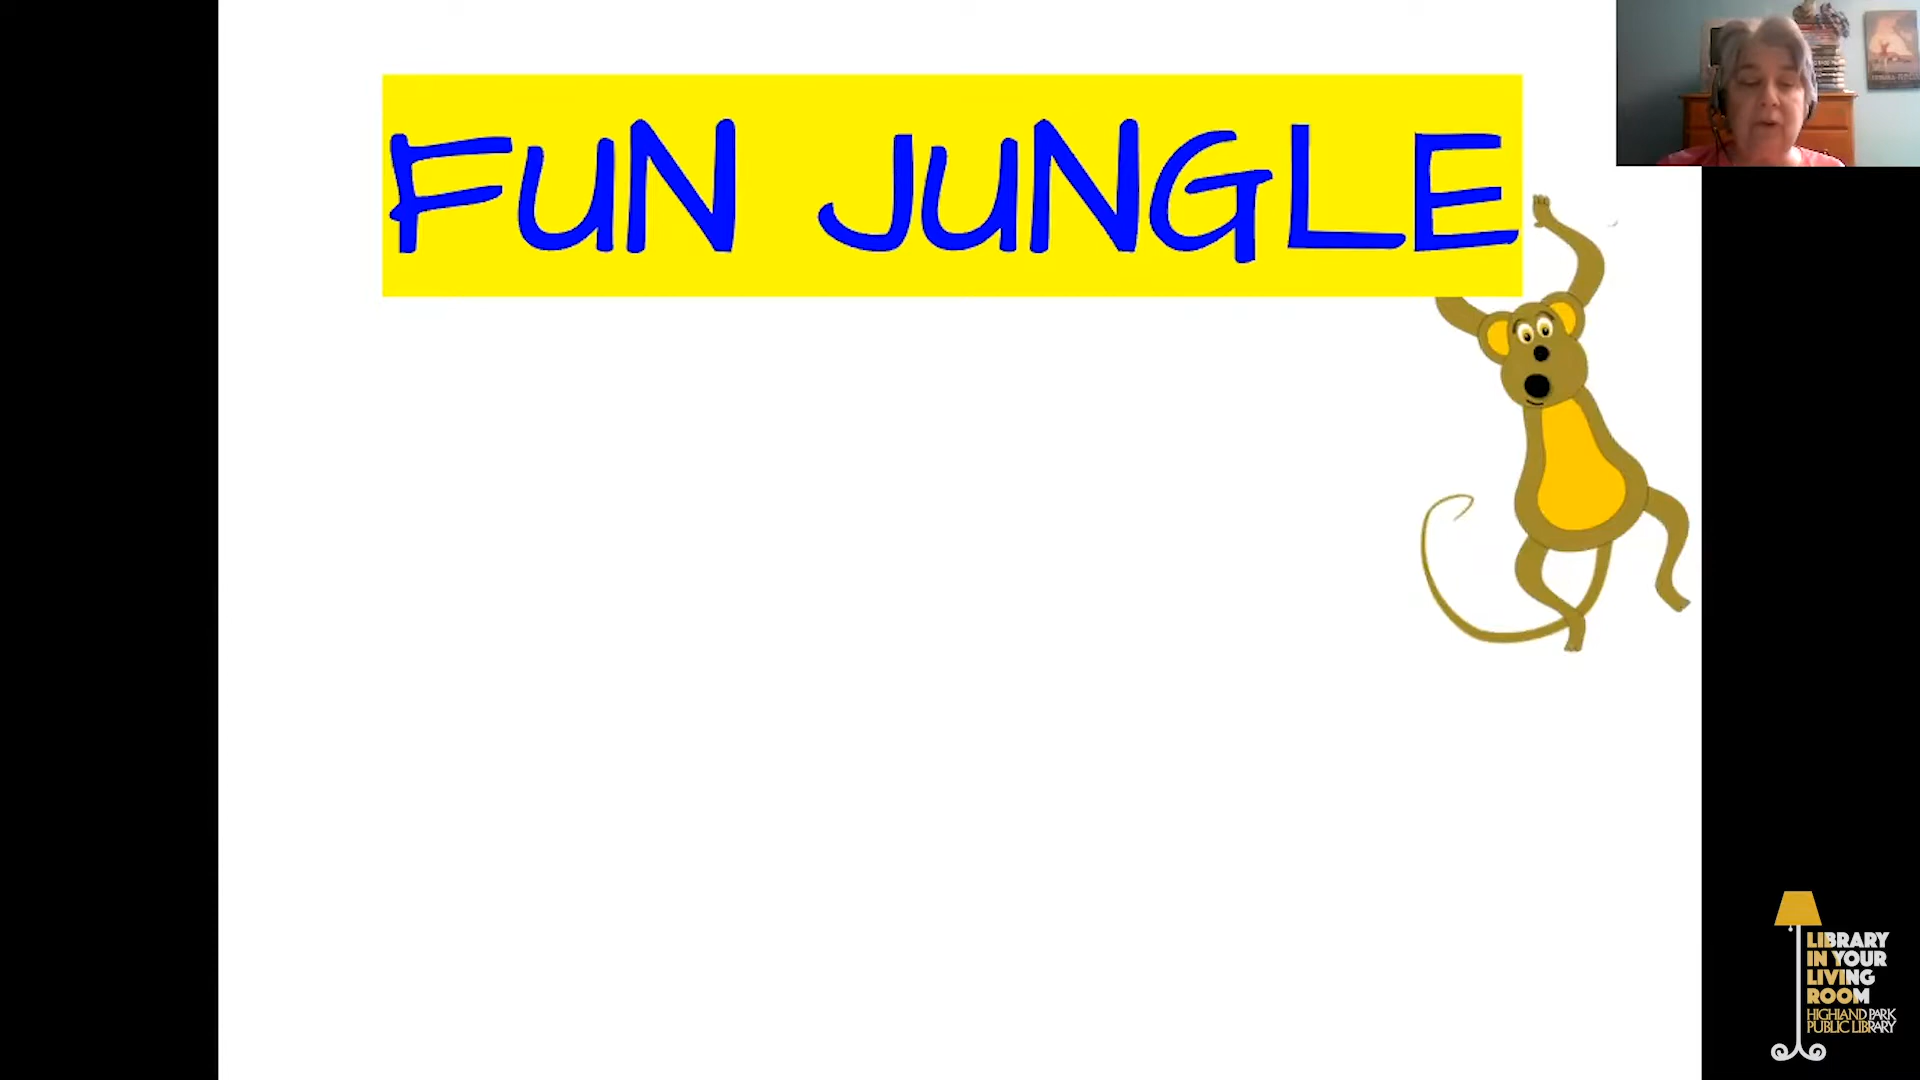 FUN JUNGLE
LIBRARY
IN YOUR
LIVING
ROOM
HIGHLAND PARK
PUBLIC LIBRARY